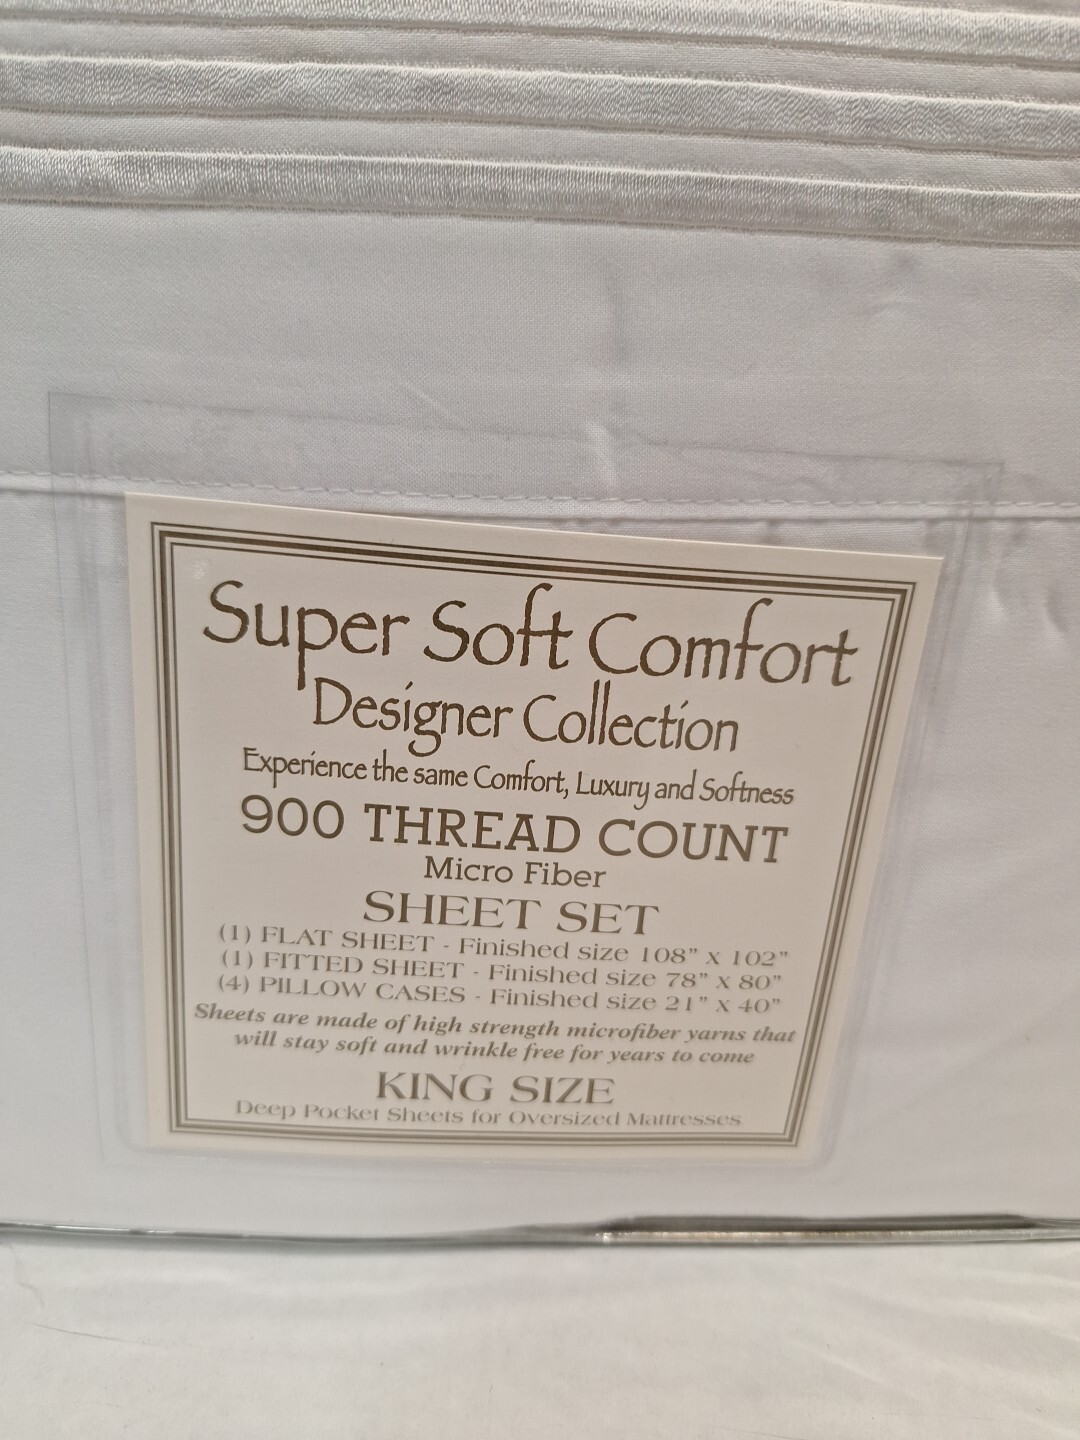 Super Soft Comfort
Designer Collection
Experience the same Comfort, Luxury and Softness
900 THREAD COUNT
Micro Fiber
SHEET SET
(1) FLAT SHEET - Finished size 108" X 102"
(1) FITTED SHEET - Finished size 78" X 80"
(4) PILLOW CASES - Finished size 21" X 40"
Sheets are made of high strength microfiber yarns that
will stay soft and wrinkle free for years to come
KING SIZE
Deep Pocket Sheets for Oversized Mattresses